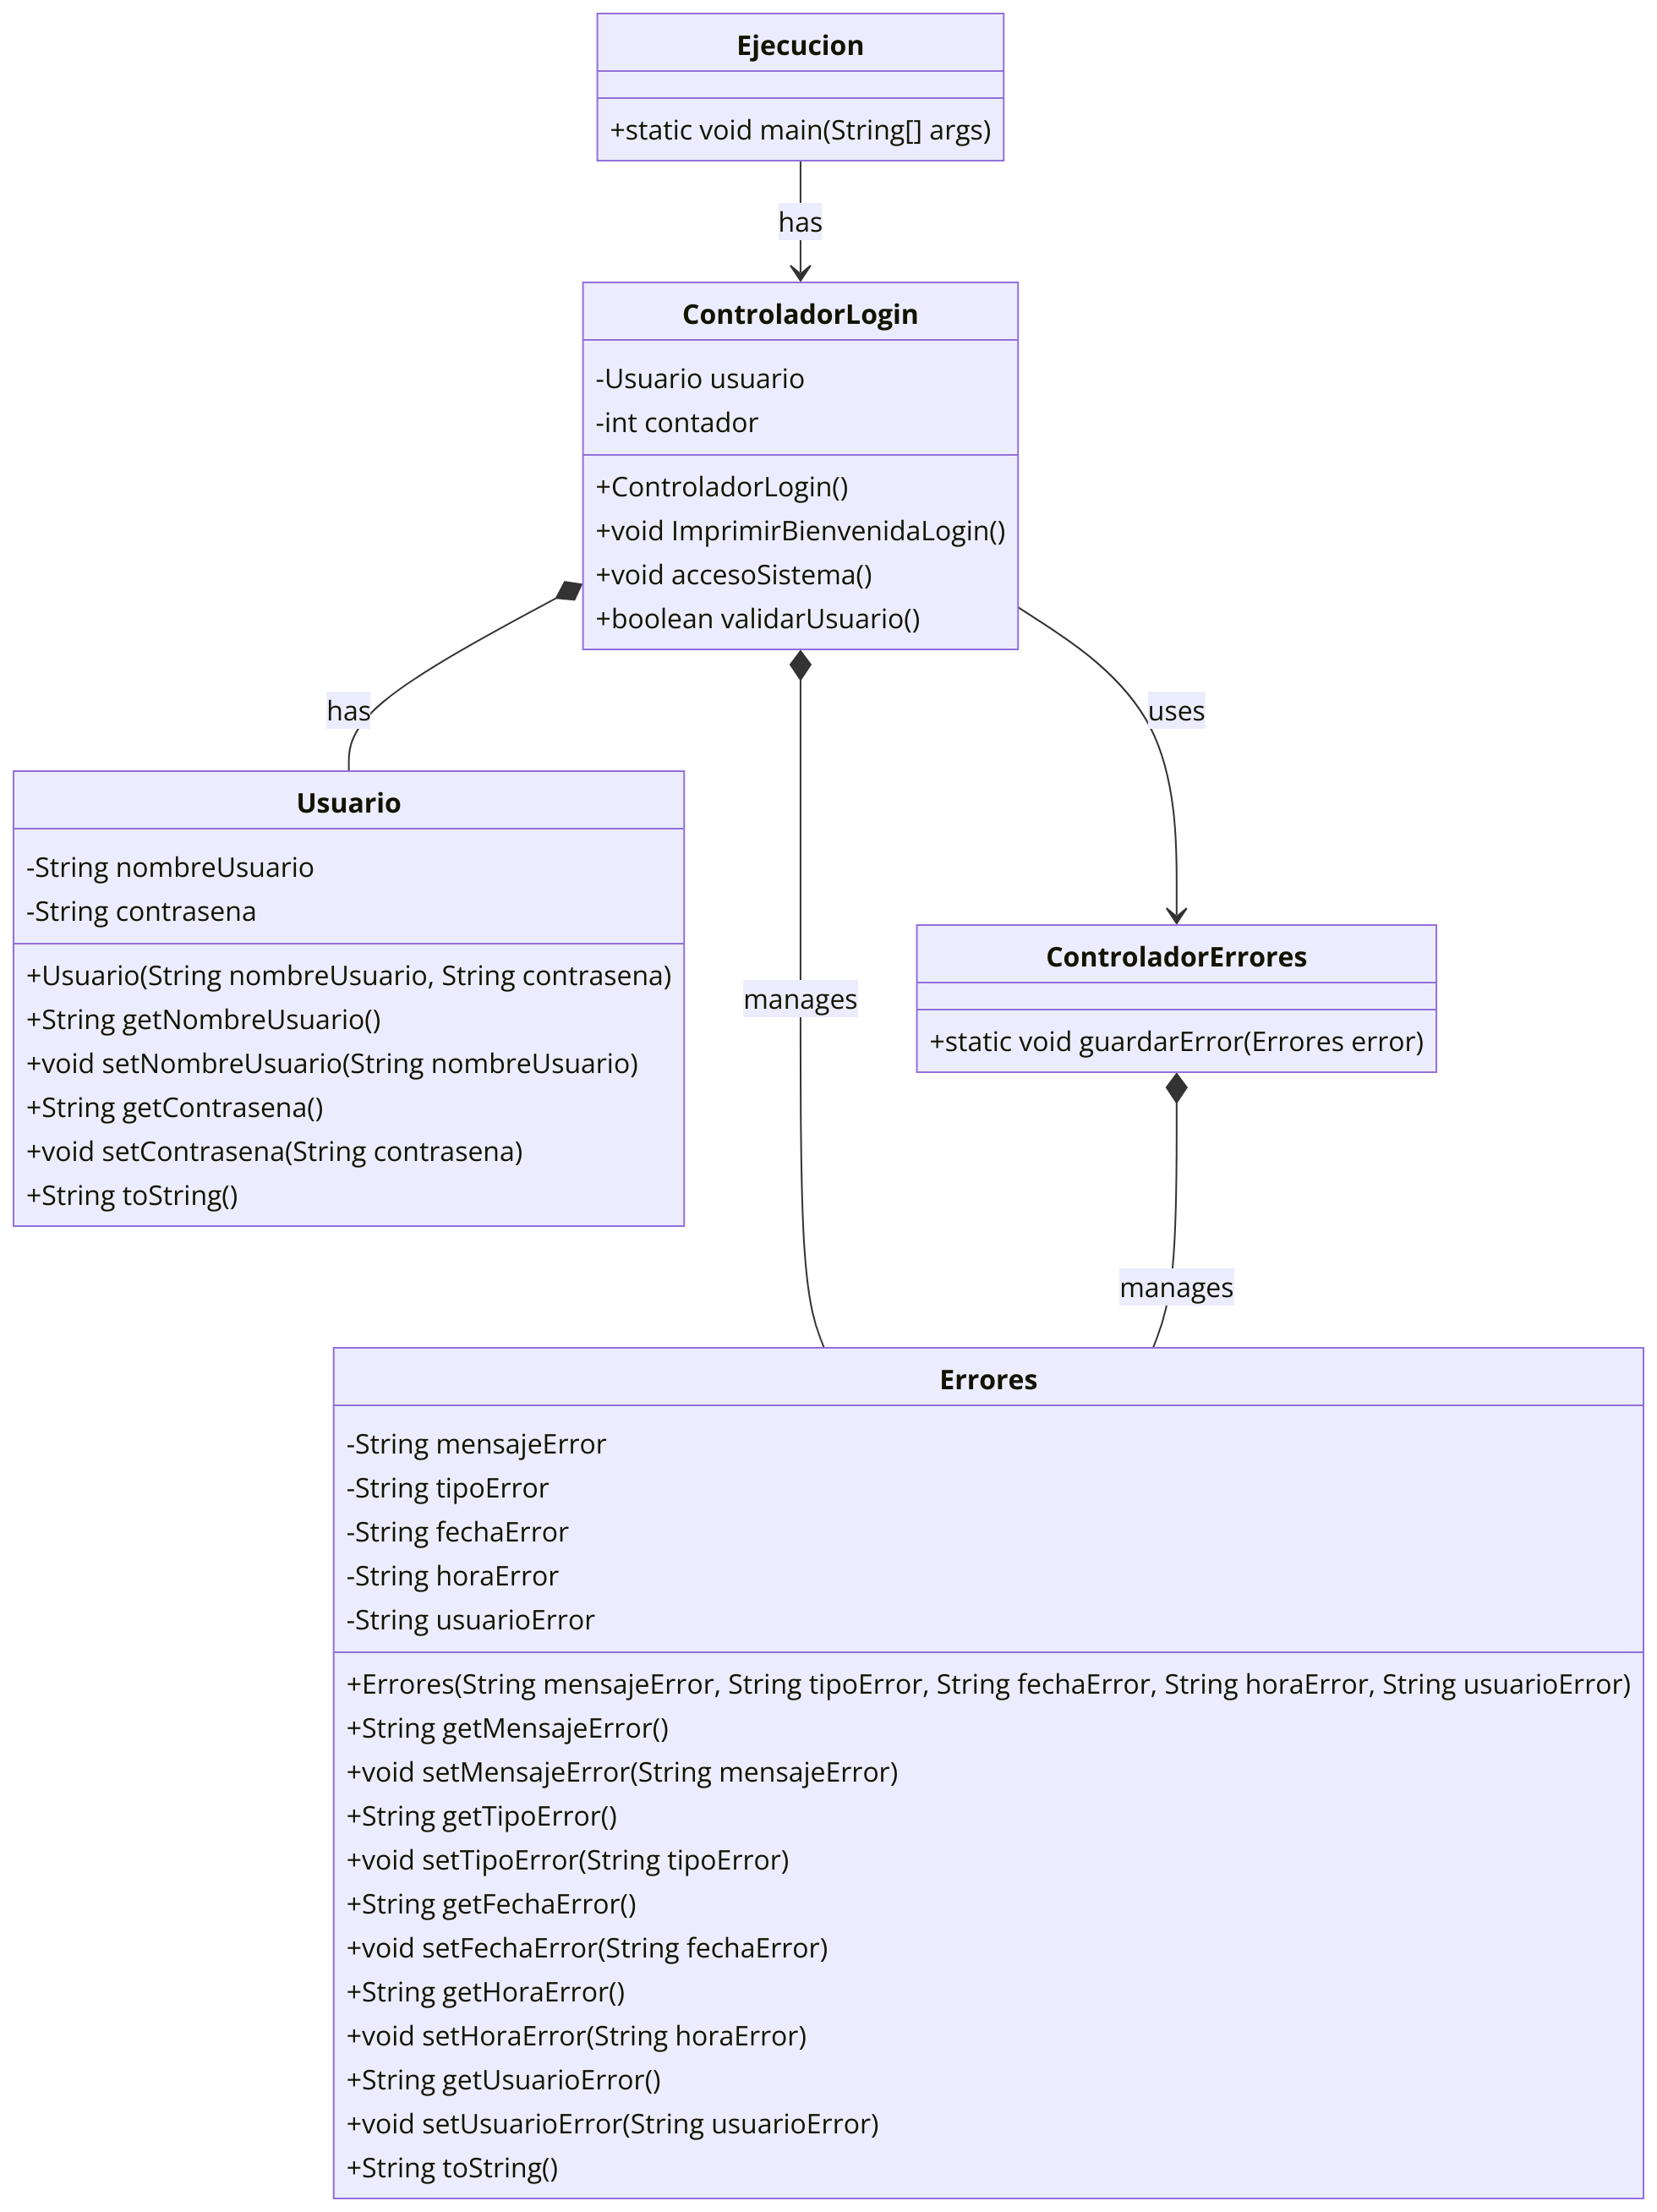 Ejecucion
+static void main(String[] args)
has
ControladorLogin
-Usuario usuario
-int contador
+ControladorLogin()
+void ImprimirBienvenidaLogin()
+void accesoSistema()
+boolean validarUsuario()
has
uses
Usuario
-String nombreUsuario
-String contrasena
+Usuario(String nombreUsuario, String contrasena)
+String getNombreUsuario()
+void setNombreUsuario(String nombreUsuario)
+String getContrasena()
+void setContrasena(String contrasena)
+String toString()
manages
ControladorErrores
+static void guardarError(Errores error)
manages
Errores
-String mensajeError
-String tipoError
-String fechaError
-String horaError
-String usuarioError
+Errores(String mensajeError, String tipoError, String fechaError, String horaError, String usuarioError)
+String getMensajeError()
+void setMensajeError(String mensajeError)
+String getTipoError()
+void setTipoError(String tipoError)
+String getFechaError()
+void setFechaError(String fechaError)
+String getHoraError()
+void setHoraError(String horaError)
+String getUsuarioError()
+void setUsuarioError(String usuarioError)
+String toString()